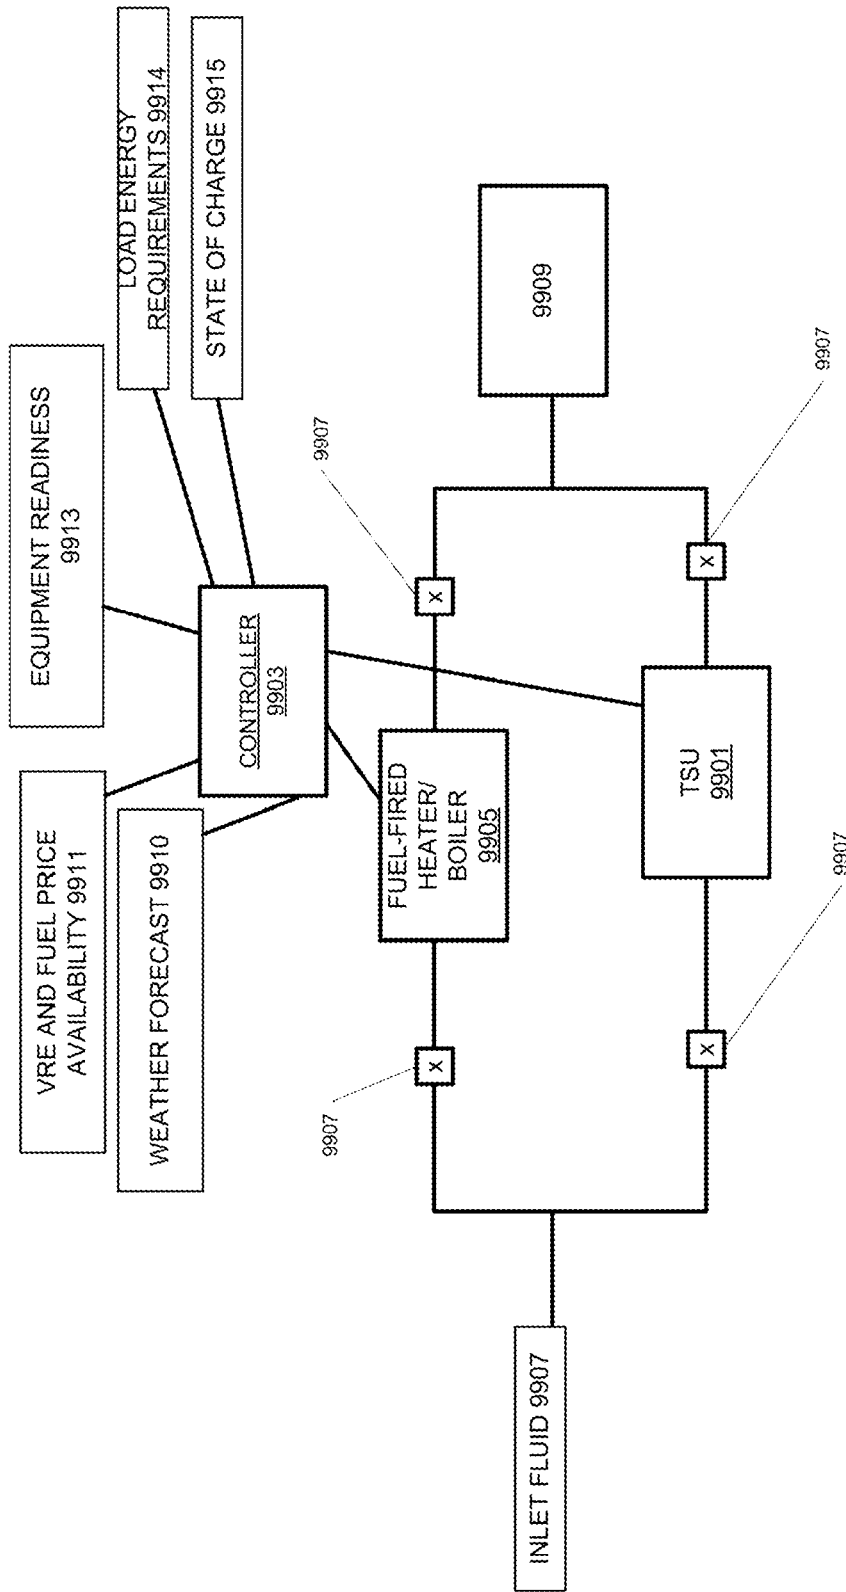 VRE AND FUEL PRICE
AVAILABILITY 9911
EQUIPMENT READINESS
9913
LOAD ENERGY
REQUIREMENTS 9914
WEATHER FORECAST 9910
STATE OF CHARGE 9915
CONTROLLER
9903
9907
9907
FUEL-FIRED
HEATER/
BOILER
9905
x
x
INLET FLUID 9907
9909
TSU
9901
x
x
9907
9907